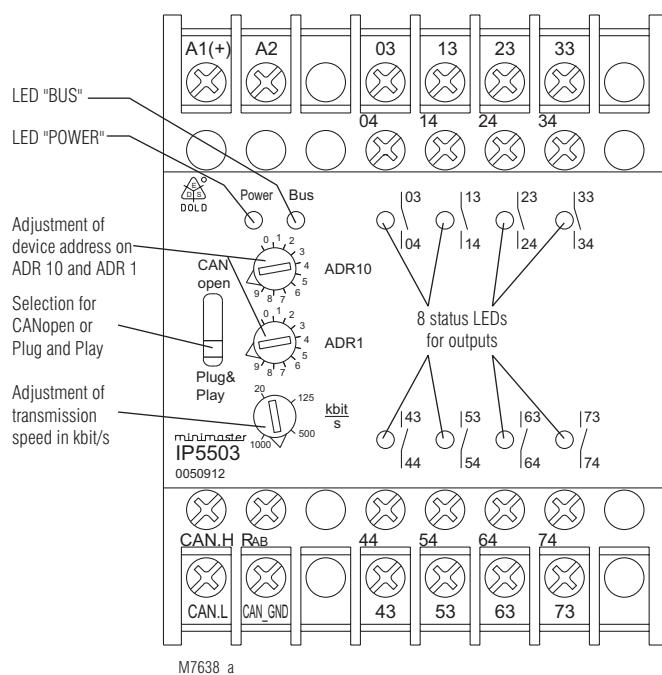 A1(+) A2 03 13 23 33
04 14 24 34
LED "BUS"
LED "POWER"
E
D S
DOLD
Power Bus
03 13 23 33
04 14 24 34
Adjustment of
device address on
ADR 10 and ADR 1
0 1 2 3 4 5 6 7 8 9
ADR10
CAN
open
Selection for
CANopen or
Plug and Play
0 1 2 3 4 5 6 7 8 9
ADR1
8 status LEDs
for outputs
Plug&
Play
Adjustment of
transmission
speed in kbit/s
20 125 500 1000
kbit
s
43 53 63 73
44 54 64 74
minimaster
IP5503
0050912
CAN.H RAB 44 54 64 74
CAN.L CAN_GND 43 53 63 73
M7638_a